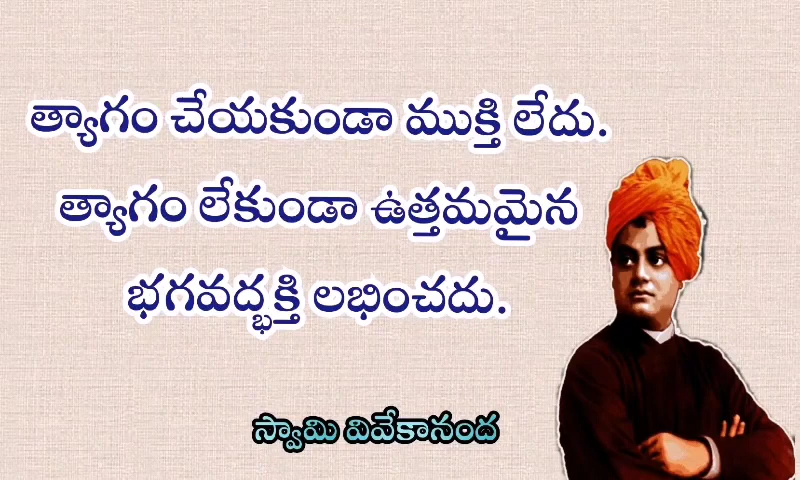 త్యాగం చేయకుండా ముక్తి లేదు.
త్యాగం లేకుండా ఉత్తమమైన
భగవద్భక్తి లభించదు.
స్వామి వివేకానంద